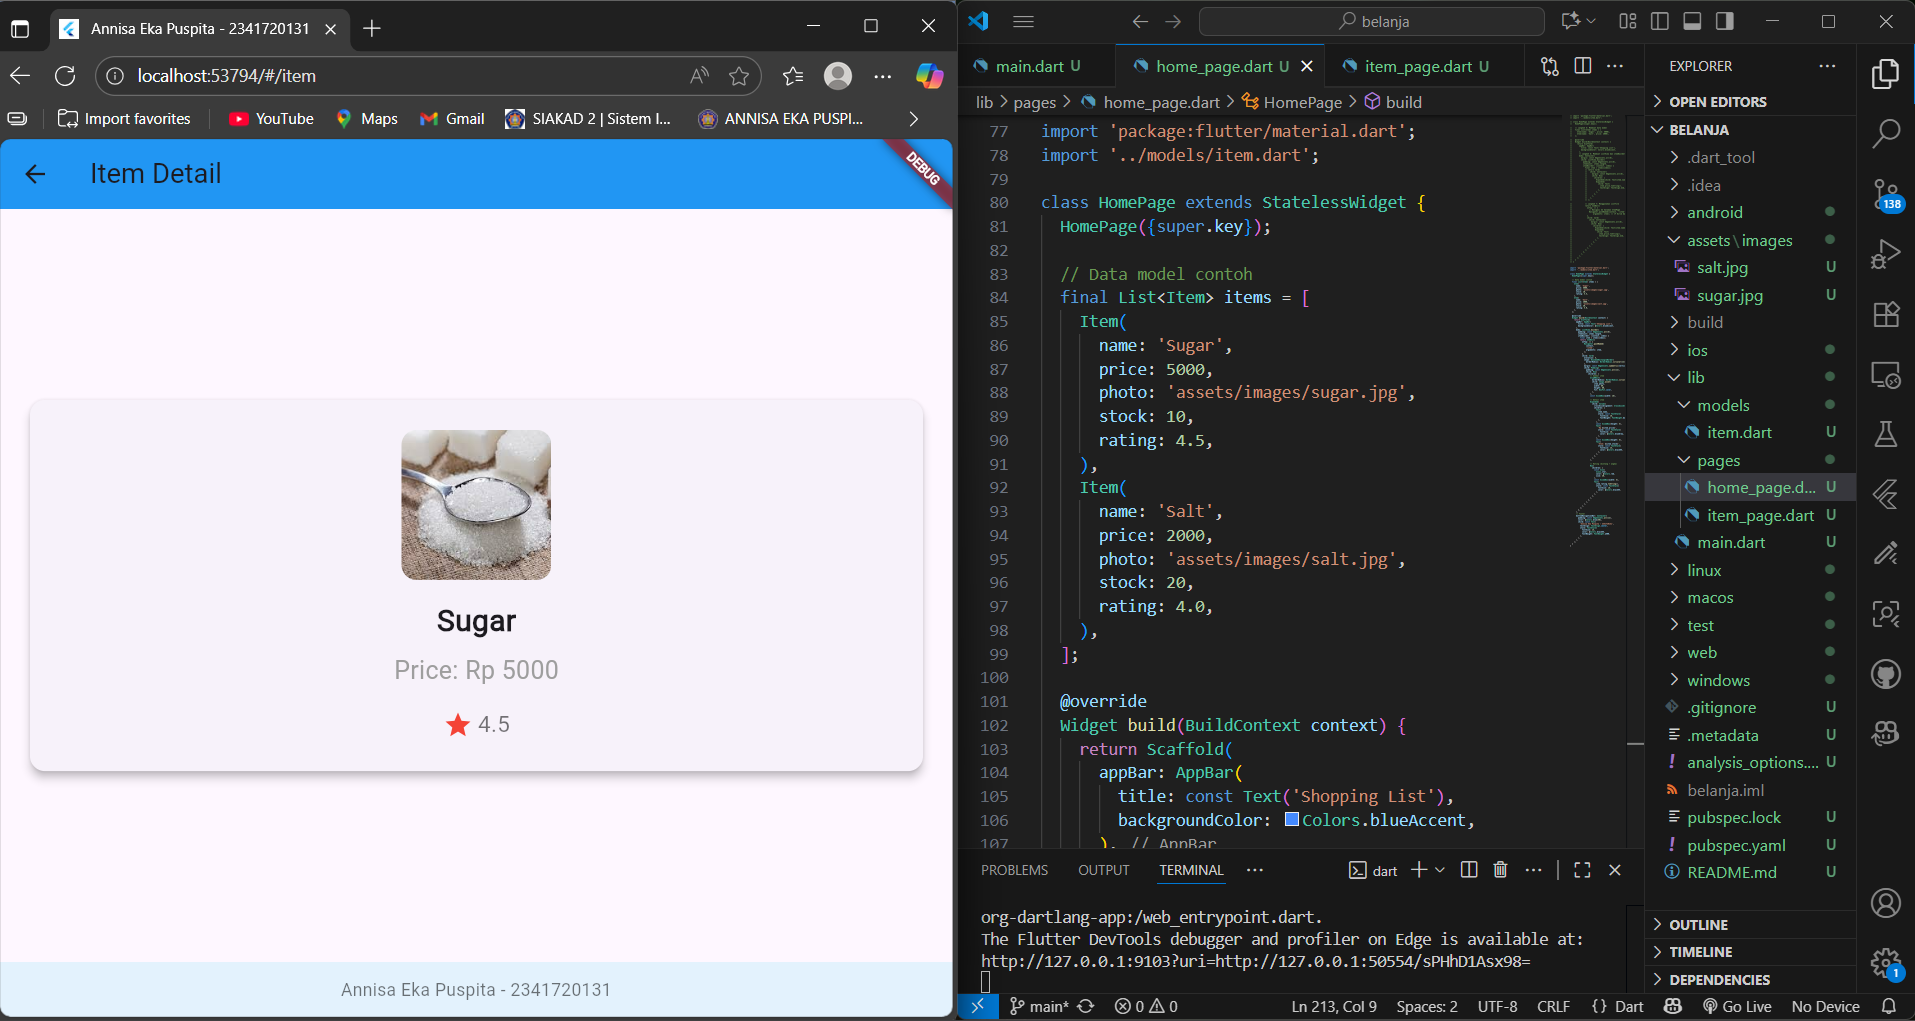 Annisa Eka Puspita - 2341720131
localhost:53794/#/item
Import favorites
YouTube
Maps
Gmail
SIAKAD 2 | Sistem I...
ANNISA EKA PUSPI...
Item Detail
DEBUG
Sugar
Price: Rp 5000
4.5
Annisa Eka Puspita - 2341720131
belanja
main.dart U
home_page.dart U
item_page.dart U
lib > pages > home_page.dart > HomePage > build
77 import 'package:flutter/material.dart';
78 import '../models/item.dart';
79
80 class HomePage extends StatelessWidget {
81 HomePage({super.key});
82
83 // Data model contoh
84 final List<Item> items = [
85 Item(
86 name: 'Sugar',
87 price: 5000,
88 photo: 'assets/images/sugar.jpg',
89 stock: 10,
90 rating: 4.5,
91 ),
92 Item(
93 name: 'Salt',
94 price: 2000,
95 photo: 'assets/images/salt.jpg',
96 stock: 20,
97 rating: 4.0,
98 ),
99 ];
100
101 @override
102 Widget build(BuildContext context) {
103 return Scaffold(
104 appBar: AppBar(
105 title: const Text('Shopping List'),
106 backgroundColor: Colors.blueAccent,
107 ), // AppBar
PROBLEMS
OUTPUT
TERMINAL
dart
org-dartlang-app:/web_entrypoint.dart.
The Flutter DevTools debugger and profiler on Edge is available at:
http://127.0.0.1:9103?uri=http://127.0.0.1:50554/sPHhD1Asx98=
EXPLORER
OPEN EDITORS
BELANJA
.dart_tool
.idea
android
assets\images
salt.jpg U
sugar.jpg U
build
ios
lib
models
item.dart U
pages
home_page.d... U
item_page.dart U
main.dart U
linux
macos
test
web
windows
.gitignore U
.metadata U
analysis_options.... U
belanja.iml
pubspec.lock U
pubspec.yaml U
README.md U
OUTLINE
TIMELINE
DEPENDENCIES
138
1
main*
0
0
Ln 213, Col 9
Spaces: 2
UTF-8
CRLF
{} Dart
Go Live
No Device